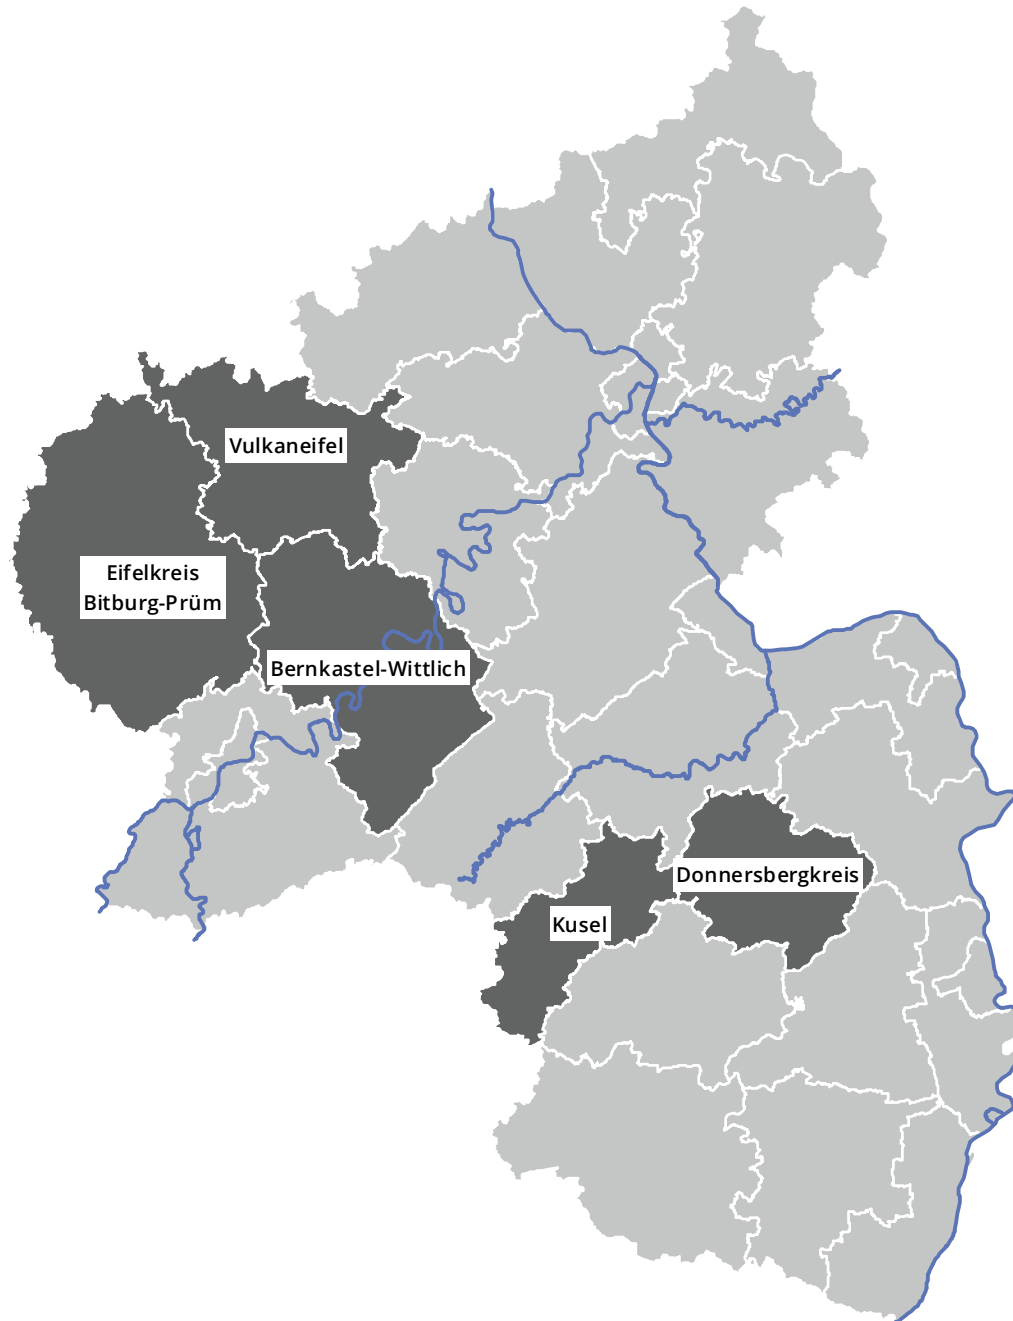 Vulkaneifel
Eifelkreis
Bitburg-Prüm
Bernkastel-Wittlich
Donnersbergkreis
Kusel